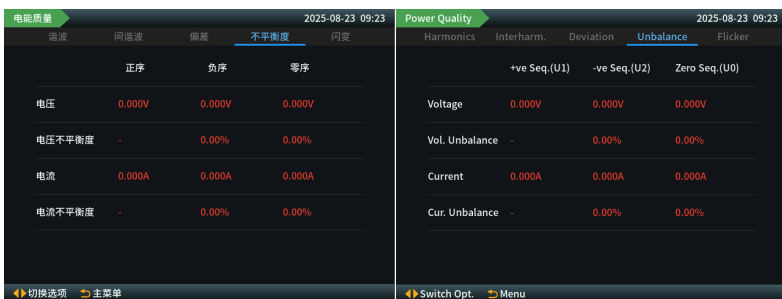 电能质量 2025-08-23 09:23
谐波 间谐波 偏差 不平衡度 闪变
正序 负序 零序
电压 0.000V 0.000V 0.000V
电压不平衡度 - 0.00% 0.00%
电流 0.000A 0.000A 0.000A
电流不平衡度 - 0.00% 0.00%
切换选项 主菜单
Power Quality 2025-08-23 09:23
Harmonics Interharm. Deviation Unbalance Flicker
+ve Seq.(U1) -ve Seq.(U2) Zero Seq.(U0)
Voltage 0.000V 0.000V 0.000V
Vol. Unbalance - 0.00% 0.00%
Current 0.000A 0.000A 0.000A
Cur. Unbalance - 0.00% 0.00%
Switch Opt. Menu